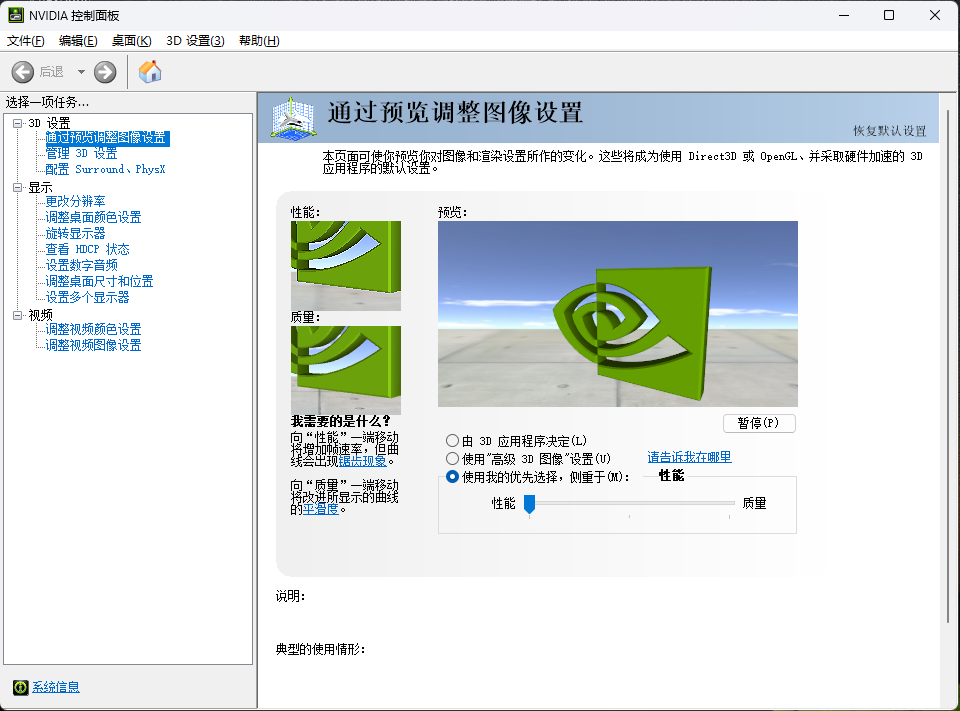 NVIDIA 控制面板
文件(F) 编辑(E) 桌面(K) 3D 设置(3) 帮助(H)
后退
选择一项任务...
3D 设置
通过预览调整图像设置
管理 3D 设置
配置 Surround、PhysX
显示
更改分辨率
调整桌面颜色设置
旋转显示器
查看 HDCP 状态
设置数字音频
调整桌面尺寸和位置
设置多个显示器
视频
调整视频颜色设置
调整视频图像设置
系统信息
通过预览调整图像设置
恢复默认设置
本页面可使你预览你对图像和渲染设置所作的变化。这些将成为使用 Direct3D 或 OpenGL、并采取硬件加速的 3D
应用程序的默认设置。
性能:
质量:
我需要的是什么?
向“性能”一端移动
将增加帧速率，但曲
线会出现锯齿现象。
向“质量”一端移动
将改进所显示的曲线
的平滑度。
预览:
暂停(P)
由 3D 应用程序决定(L)
使用"高级 3D 图像"设置(U) 请告诉我在哪里
使用我的优先选择，侧重于(M): 性能
性能 质量
说明:
典型的使用情形: